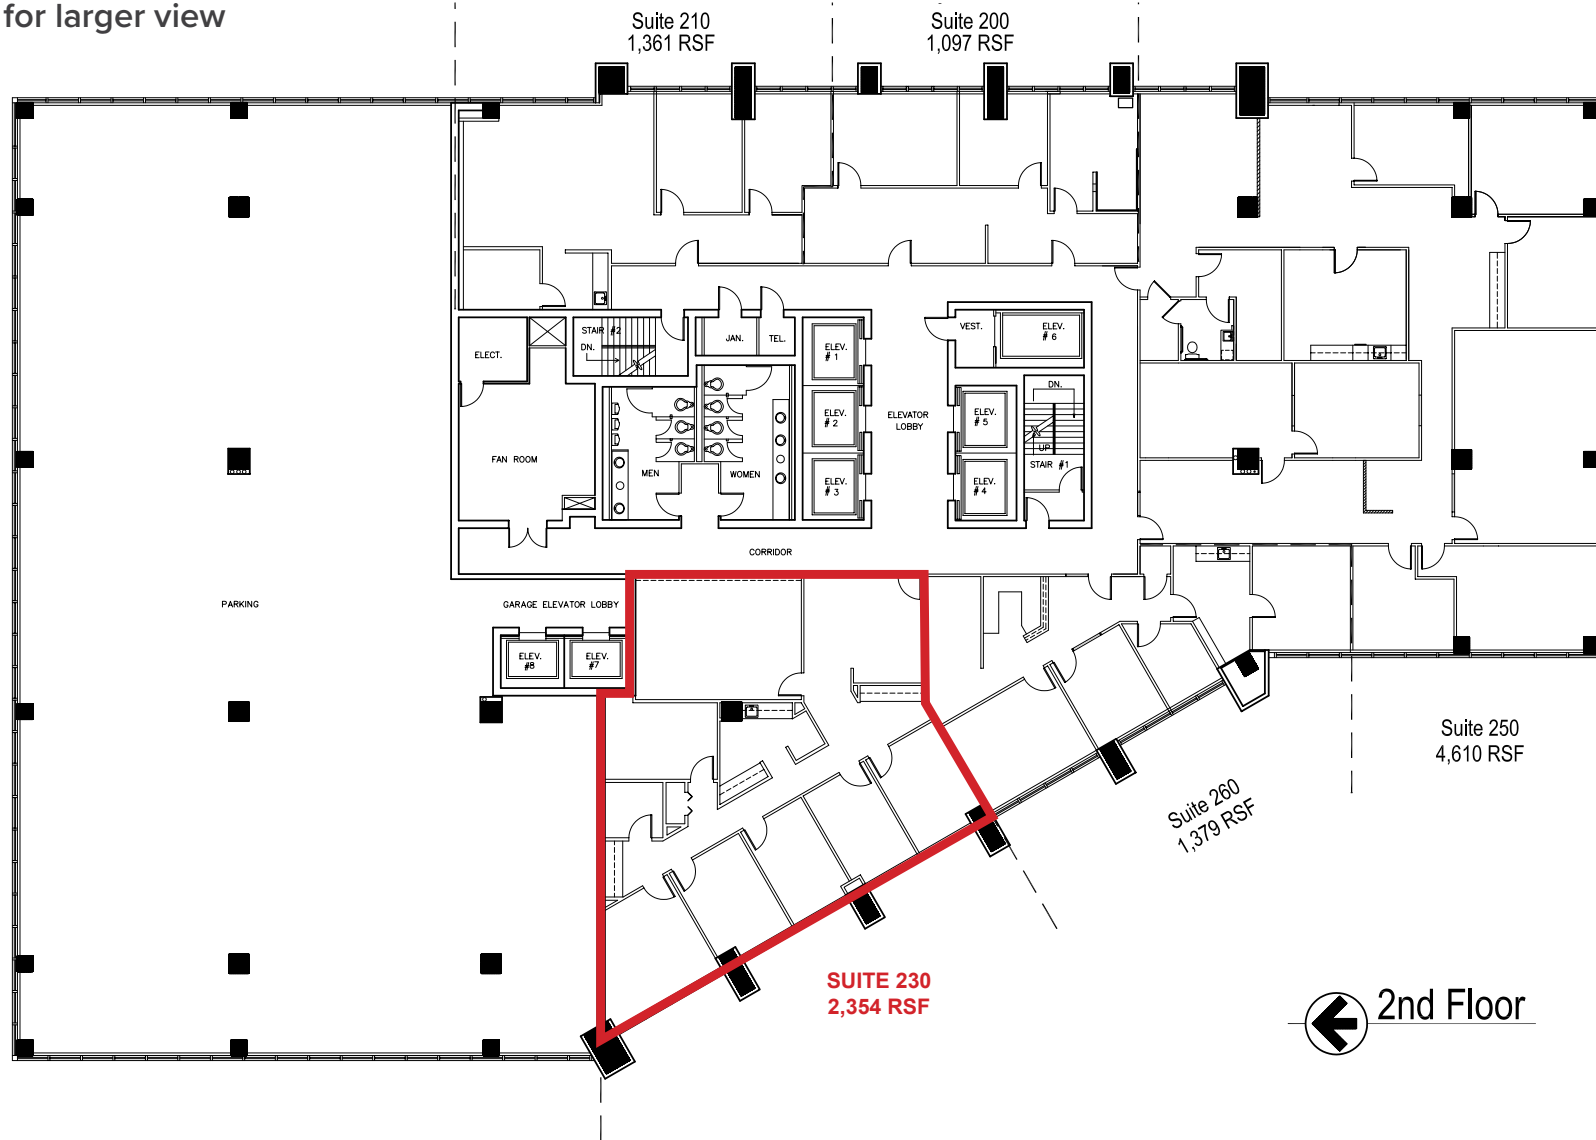 for larger view
Suite 210
1,361 RSF
Suite 200
1,097 RSF
STAIR #2
DN.
JAN.
TEL.
ELECT.
ELEV.
# 1
VEST.
ELEV.
# 6
ELEV.
# 2
ELEVATOR
LOBBY
ELEV.
# 5
DN.
UP
STAIR #1
FAN ROOM
MEN
WOMEN
ELEV.
# 3
ELEV.
# 4
CORRIDOR
PARKING
GARAGE ELEVATOR LOBBY
ELEV.
#8
ELEV.
#7
Suite 250
4,610 RSF
Suite 260
1,379 RSF
SUITE 230
2,354 RSF
2nd Floor